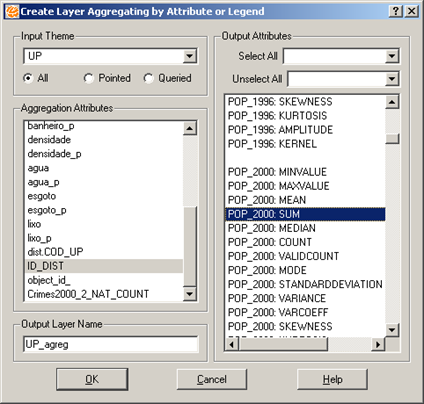 Create Layer Aggregating by Attribute or Legend
Input Theme
UP
All
Pointed
Queried
Aggregation Attributes
banheiro_p
densidade
densidade_p
agua
agua_p
esgoto
esgoto_p
lixo
lixo_p
dist.COD_UP
ID_DIST
object_id_
Crimes2000_2_NAT_COUNT
Output Layer Name
UP_agreg
Output Attributes
Select All
Unselect All
POP_1996: SKEWNESS
POP_1996: KURTOSIS
POP_1996: AMPLITUDE
POP_1996: KERNEL
POP_2000: MINVALUE
POP_2000: MAXVALUE
POP_2000: MEAN
POP_2000: SUM
POP_2000: MEDIAN
POP_2000: COUNT
POP_2000: VALIDCOUNT
POP_2000: MODE
POP_2000: STANDARDDEVIATION
POP_2000: VARIANCE
POP_2000: VARCOEFF
POP_2000: SKEWNESS
OK
Cancel
Help